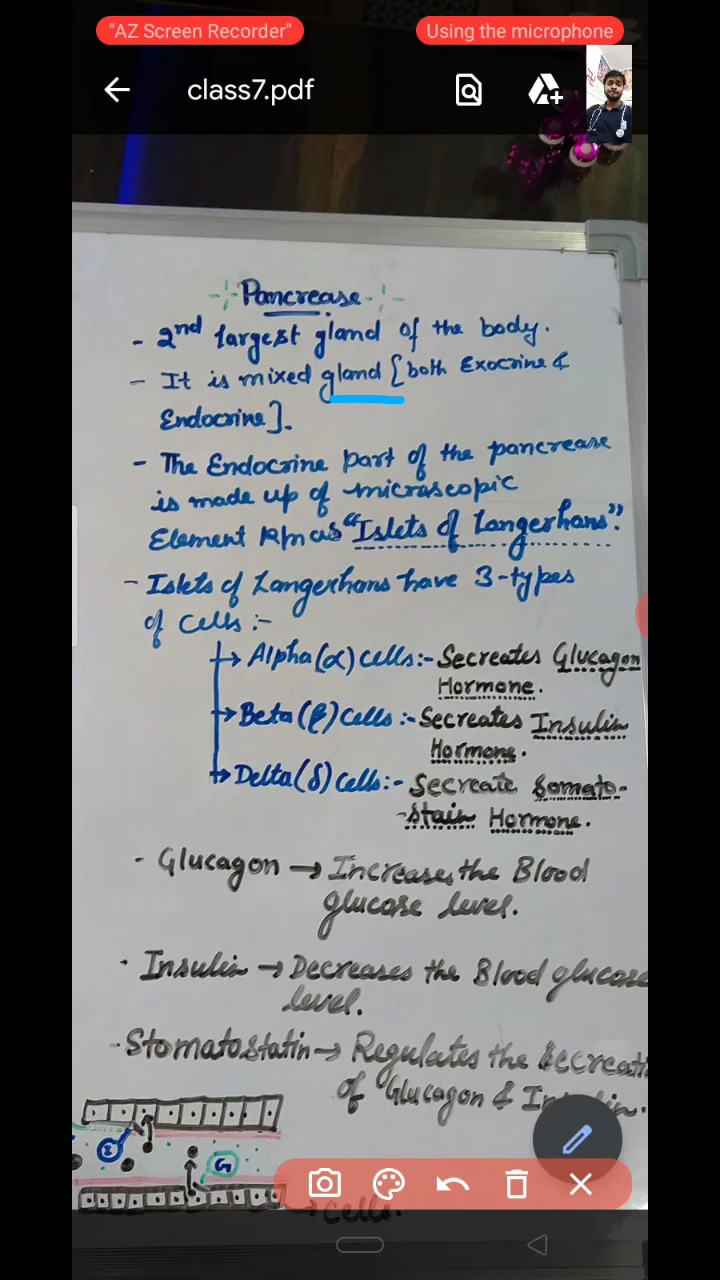 "AZ Screen Recorder"
Using the microphone
class7.pdf
Pancrease
- 2nd largest gland of the body.
- It is mixed gland [both Exocrine &
Endocrine].
- The Endocrine part of the pancrease
is made up of microscopic
Element k/n as "Islets of Langerhans".
- Islets of Langerhans have 3-types
of cells :-
→ Alpha(α) cells:- Secreates Glucagon
Hormone.
→ Beta (β) cells :- Secreates Insulin
Hormone.
→ Delta(δ) cells:- Secreate Somato-
-stain Hormone.
- Glucagon → Increases the Blood
glucose level.
· Insulin → Decreases the Blood glucose
level.
- Stomatostatin → Regulates the Secreati
of Glucagon &
I
G
→ cells.